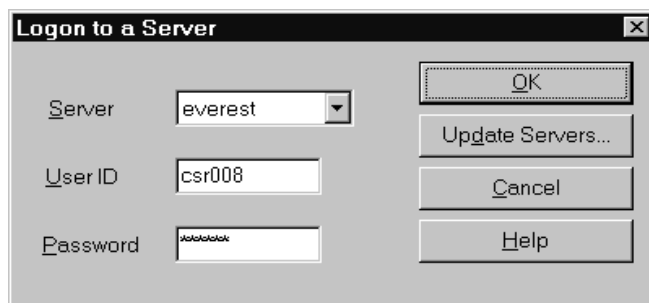 Logon to a Server
Server everest OK
Update Servers...
User ID csr008 Cancel
Password ******* Help